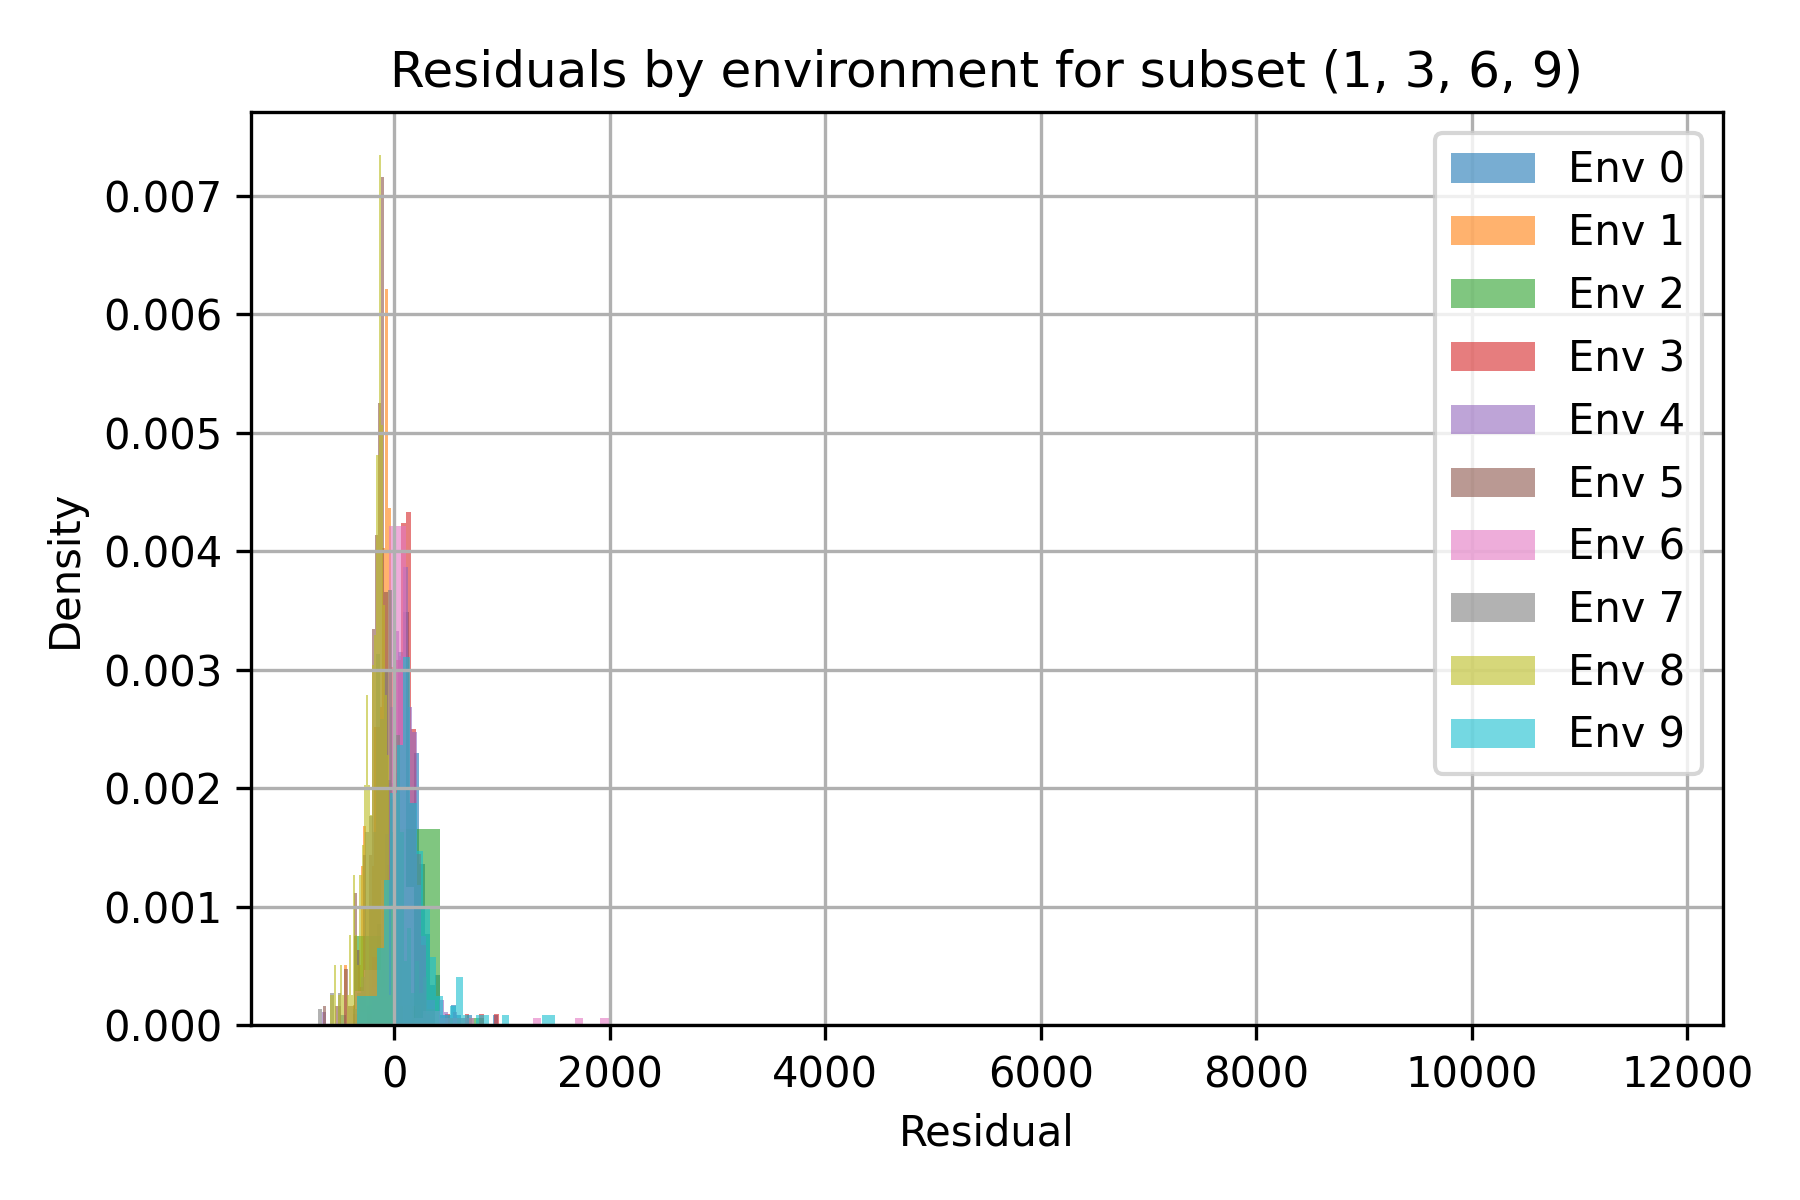 Residuals by environment for subset (1, 3, 6, 9)
Env 0
Env 1
Env 2
Env 3
Env 4
Env 5
Env 6
Env 7
Env 8
Env 9
Density
0.007
0.006
0.005
0.004
0.003
0.002
0.001
0.000
0 2000 4000 6000 8000 10000 12000
Residual